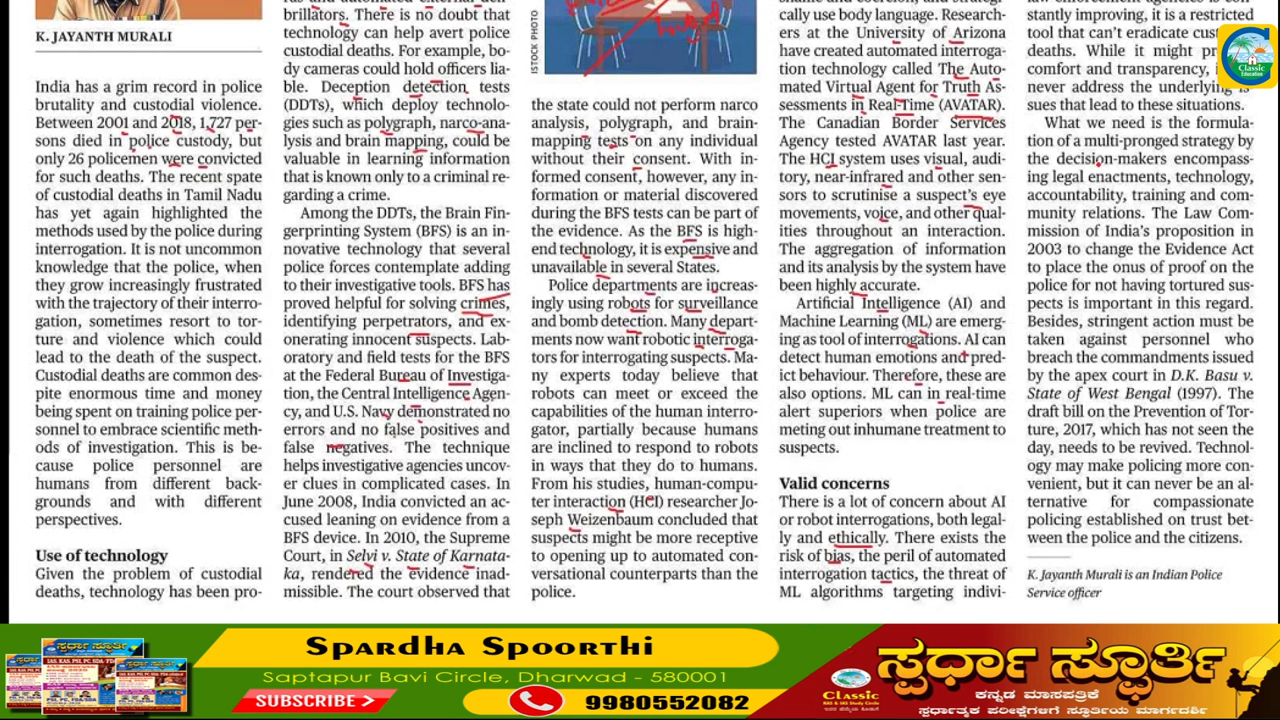 K. JAYANTH MURALI
India has a grim record in police
brutality and custodial violence.
Between 2001 and 2018, 1,727 per-
sons died in police custody, but
only 26 policemen were convicted
for such deaths. The recent spate
of custodial deaths in Tamil Nadu
has yet again highlighted the
methods used by the police during
interrogation. It is not uncommon
knowledge that the police, when
they grow increasingly frustrated
with the trajectory of their interro-
gation, sometimes resort to tor-
ture and violence which could
lead to the death of the suspect.
Custodial deaths are common des-
pite enormous time and money
being spent on training police per-
sonnel to embrace scientific meth-
ods of investigation. This is be-
cause police personnel are
humans from different back-
grounds and with different
perspectives.
Use of technology
Given the problem of custodial
deaths, technology has been pro-
brillators. There is no doubt that
technology can help avert police
custodial deaths. For example, bo-
dy cameras could hold officers lia-
ble. Deception detection tests
(DDTs), which deploy technolo-
gies such as polygraph, narco-ana-
lysis and brain mapping, could be
valuable in learning information
that is known only to a criminal re-
garding a crime.
Among the DDTs, the Brain Fin-
gerprinting System (BFS) is an in-
novative technology that several
police forces contemplate adding
to their investigative tools. BFS has
proved helpful for solving crimes,
identifying perpetrators, and ex-
onerating innocent suspects. Lab-
oratory and field tests for the BFS
at the Federal Bureau of Investiga-
tion, the Central Intelligence Agen-
cy, and U.S. Navy demonstrated no
errors and no false positives and
false negatives. The technique
helps investigative agencies uncov-
er clues in complicated cases. In
June 2008, India convicted an ac-
cused leaning on evidence from a
BFS device. In 2010, the Supreme
Court, in Selvi v. State of Karnata-
ka, rendered the evidence inad-
missible. The court observed that
ISTOCK PHOTO
the state could not perform narco
analysis, polygraph, and brain-
mapping tests on any individual
without their consent. With in-
formed consent, however, any in-
formation or material discovered
during the BFS tests can be part of
the evidence. As the BFS is high-
end technology, it is expensive and
unavailable in several States.
Police departments are increas-
ingly using robots for surveillance
and bomb detection. Many depart-
ments now want robotic interroga-
tors for interrogating suspects. Ma-
ny experts today believe that
robots can meet or exceed the
capabilities of the human interro-
gator, partially because humans
are inclined to respond to robots
in ways that they do to humans.
From his studies, human-compu-
ter interaction (HCI) researcher Jo-
seph Weizenbaum concluded that
suspects might be more receptive
to opening up to automated con-
versational counterparts than the
police.
cally use body language. Research-
ers at the University of Arizona
have created automated interroga-
tion technology called The Auto-
mated Virtual Agent for Truth As-
sessments in Real-Time (AVATAR).
The Canadian Border Services
Agency tested AVATAR last year.
The HCI system uses visual, audi-
tory, near-infrared and other sen-
sors to scrutinise a suspect's eye
movements, voice, and other qual-
ities throughout an interaction.
The aggregation of information
and its analysis by the system have
been highly accurate.
Artificial Intelligence (AI) and
Machine Learning (ML) are emerg-
ing as tool of interrogations. AI can
detect human emotions and pred-
ict behaviour. Therefore, these are
also options. ML can in real-time
alert superiors when police are
meting out inhumane treatment to
suspects.
Valid concerns
There is a lot of concern about AI
or robot interrogations, both legal-
ly and ethically. There exists the
risk of bias, the peril of automated
interrogation tactics, the threat of
ML algorithms targeting indivi-
stantly improving, it is a restricted
tool that can't eradicate
deaths. While it might
comfort and transparency,
never address the underlying
sues that lead to these situations.
What we need is the formula-
tion of a multi-pronged strategy by
the decision-makers encompass-
ing legal enactments, technology,
accountability, training and com-
munity relations. The Law Com-
mission of India's proposition in
2003 to change the Evidence Act
to place the onus of proof on the
police for not having tortured sus-
pects is important in this regard.
Besides, stringent action must be
taken against personnel who
breach the commandments issued
by the apex court in D.K. Basu v.
State of West Bengal (1997). The
draft bill on the Prevention of Tor-
ture, 2017, which has not seen the
day, needs to be revived. Technol-
ogy may make policing more con-
venient, but it can never be an al-
ternative for compassionate
policing established on trust bet-
ween the police and the citizens.
K. Jayanth Murali is an Indian Police
Service officer
Classic
Education
Spardha Spoorthi
Saptapur Bavi Circle, Dharwad - 580001
SUBSCRIBE
9980552082
Classic
ಸ್ಪರ್ಧಾ ಸ್ಫೂರ್ತಿ
ಕನ್ನಡ ಮಾಸಪತ್ರಿಕೆ
ಸ್ಪರ್ಧಾತ್ಮಕ ಪರೀಕ್ಷೆಗಳಿಗೆ ಸ್ಫೂರ್ತಿಯ ಮಾರ್ಗದರ್ಶಿ